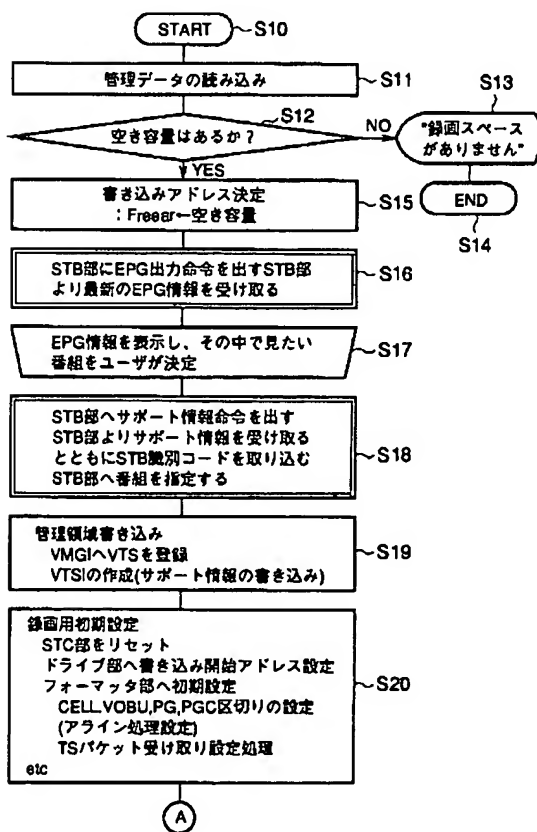 START
S10
管理データの読み込み
S11
空き容量はあるか？
S12
NO
S13
"録画スペース
がありません"
YES
END
S14
書き込みアドレス決定
：Freear←空き容量
S15
STB部にEPG出力命令を出すSTB部
より最新のEPG情報を受け取る
S16
EPG情報を表示し、その中で見たい
番組をユーザが決定
S17
STB部へサポート情報命令を出す
STB部よりサポート情報を受け取る
とともにSTB識別コードを取り込む
STB部へ番組を指定する
S18
管理領域書き込み
VMGIへVTSを登録
VTSIの作成(サポート情報の書き込み)
S19
録画用初期設定
STC部をリセット
ドライブ部へ書き込み開始アドレス設定
フォーマッタ部へ初期設定
CELL,VOBU,PG,PGC区切りの設定
(アライン処理設定)
TSパケット受け取り設定処理
etc
S20
A